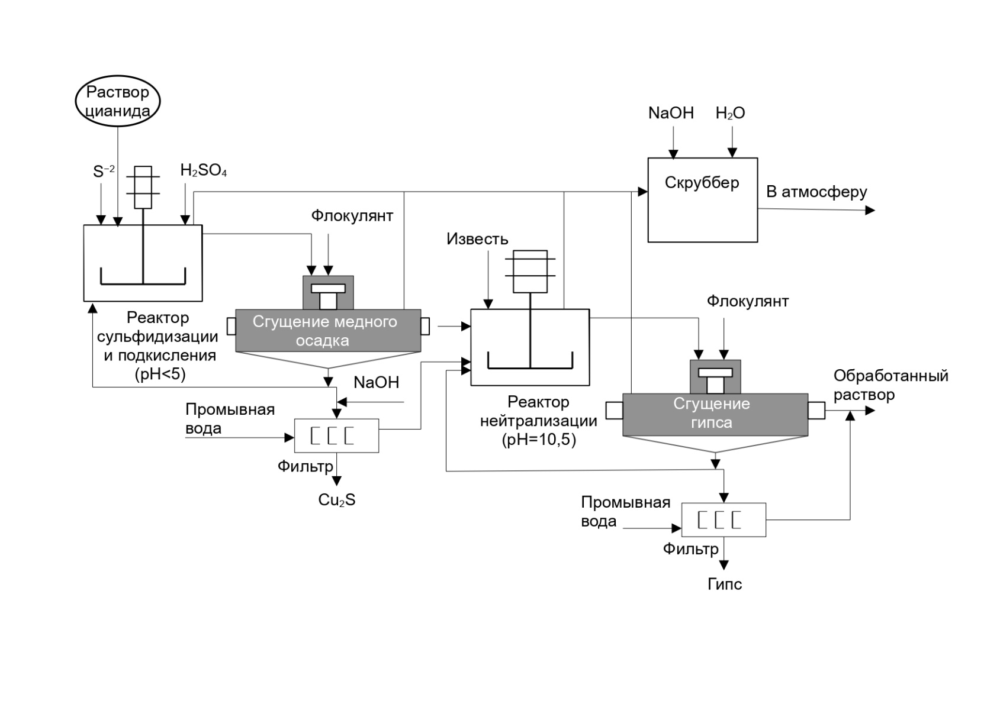 Раствор
цианида
NaOH
H₂O
S⁻²
H₂SO₄
Скруббер
В атмосферу
Флокулянт
Известь
Флокулянт
Реактор
сульфидизации
и подкисления
(pH<5)
Сгущение медного
осадка
NaOH
Промывная
вода
Фильтр
Cu₂S
Реактор
нейтрализации
(pH=10,5)
Сгущение
гипса
Обработанный
раствор
Промывная
вода
Фильтр
Гипс